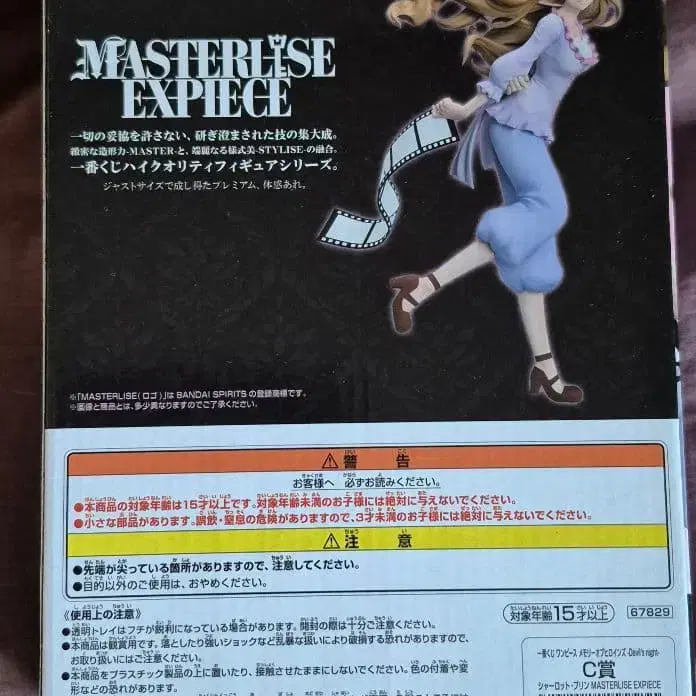 MASTERLISE
EXPIECE
一切の妥協を許さない、研ぎ澄まされた技の集大成。
緻密な造形力-MASTER-と、端麗なる様式美-STYLISE-の融合。
一番くじハイクオリティフィギュアシリーズ。
ジャストサイズで成し得たプレミアム、体感あれ。
※「MASTERLISE(ロゴ)」は BANDAI SPIRITS の登録商標です。
※画像と商品とは、多少異なりますのでご了承ください。
⚠警告
お客様へ 必ずお読みください。
●本商品の対象年齢は15才以上です。対象年齢未満のお子様には絶対に与えないでください。
●小さな部品があります。誤飲・窒息の危険がありますので、3才未満のお子様には絶対に与えないでください。
⚠注意
●先端が尖っている箇所がありますので、注意してください。
●目的以外のご使用は、おやめください。
《使用上の注意》
●透明トレイはフチが鋭利になっている場合があります。開封の際は十分ご注意ください。
●本商品は観賞用です。落としたり強いショックなど乱暴な扱いにより破損する恐れがありますので、
お取り扱いにはご注意ください。
●本商品をプラスチック製品の上に置いたり、接触させたままにしないでください。色の付着や変
形などの恐れがあります。
対象年齢 15才以上
67829
一番くじ ワンピース メモリーオブヒロインズ -Devil's night-
C賞
シャーロット・プリン MASTERLISE EXPIECE